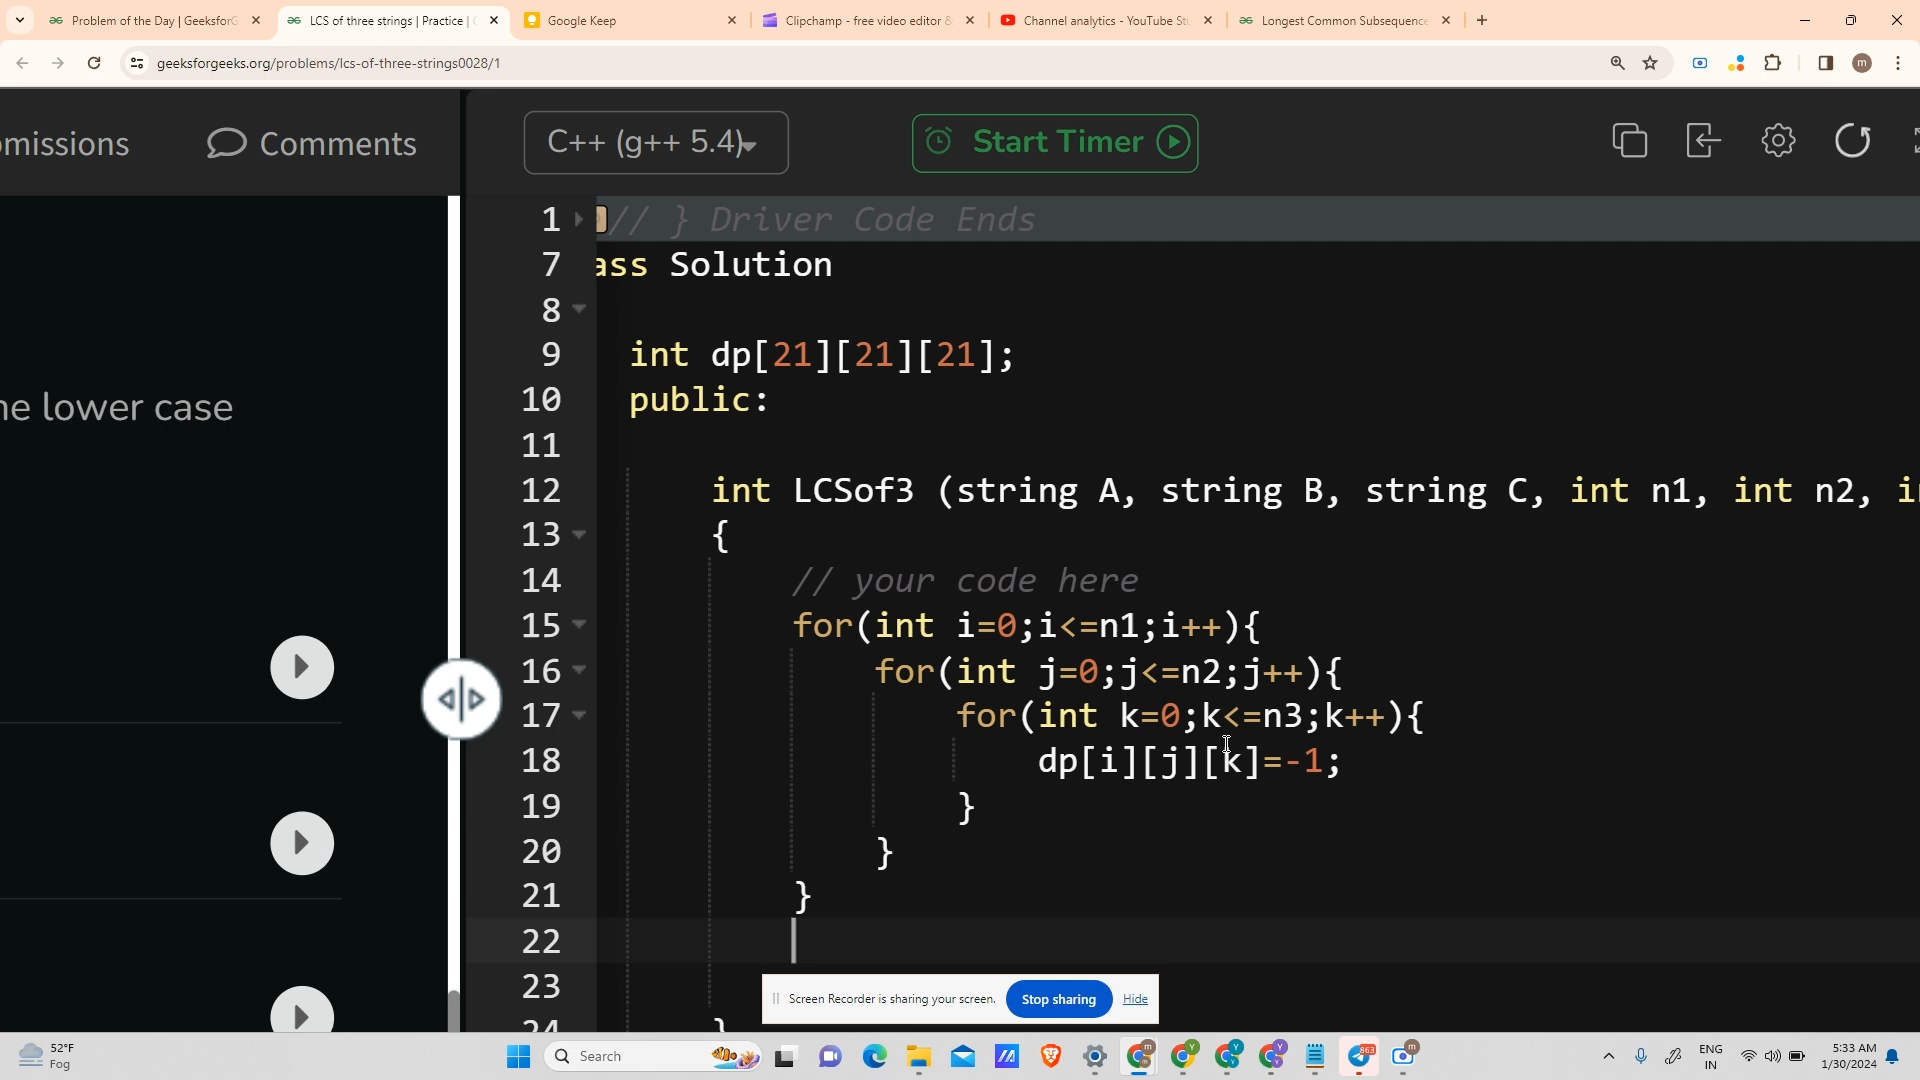 Problem of the Day | GeeksforG
LCS of three strings | Practice |
Google Keep
Clipchamp - free video editor &
Channel analytics - YouTube St
Longest Common Subsequence
geeksforgeeks.org/problems/lcs-of-three-strings0028/1
m
omissions
Comments
C++ (g++ 5.4)
Start Timer
1 // } Driver Code Ends
7 ass Solution
8
9 int dp[21][21][21];
10 public:
11
12 int LCSof3 (string A, string B, string C, int n1, int n2, in
13 {
14 // your code here
15 for(int i=0;i<=n1;i++){
16 for(int j=0;j<=n2;j++){
17 for(int k=0;k<=n3;k++){
18 dp[i][j][k]=-1;
19 }
20 }
21 }
22
23
24 }
he lower case
Screen Recorder is sharing your screen.
Stop sharing
Hide
52°F
Fog
Search
863
ENG
IN
5:33 AM
1/30/2024